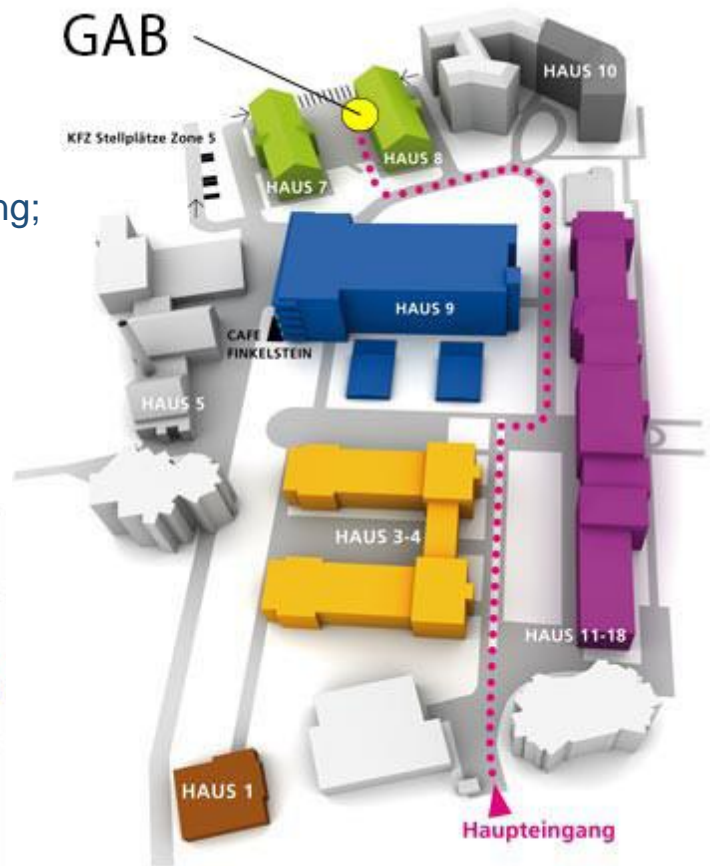 GAB
HAUS 10
KFZ Stellplätze Zone 5
HAUS 8
HAUS 7
ng;
HAUS 9
CAFE
FINKELSTEIN
HAUS 5
HAUS 3-4
HAUS 11-18
HAUS 1
Haupteingang